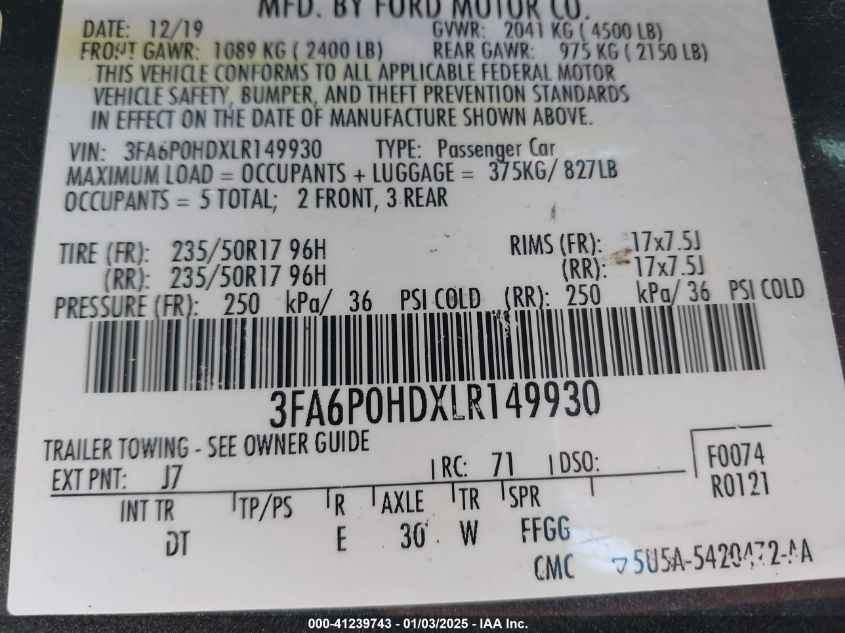 MFD. BY FORD MOTOR CO.
DATE: 12/19 GVWR: 2041 KG ( 4500 LB)
FRONT GAWR: 1089 KG ( 2400 LB) REAR GAWR: 975 KG ( 2150 LB)
THIS VEHICLE CONFORMS TO ALL APPLICABLE FEDERAL MOTOR
VEHICLE SAFETY, BUMPER, AND THEFT PREVENTION STANDARDS
IN EFFECT ON THE DATE OF MANUFACTURE SHOWN ABOVE.
VIN: 3FA6P0HDXLR149930 TYPE: Passenger Car
MAXIMUM LOAD = OCCUPANTS + LUGGAGE = 375KG/ 827LB
OCCUPANTS = 5 TOTAL; 2 FRONT, 3 REAR
TIRE (FR): 235/50R17 96H RIMS (FR): 17x7.5J
(RR): 235/50R17 96H (RR): 17x7.5J
PRESSURE (FR): 250 kPa/ 36 PSI COLD (RR): 250 kPa/ 36 PSI COLD
3FA6P0HDXLR149930
TRAILER TOWING - SEE OWNER GUIDE
EXT PNT: J7 RC: 71 DSO: F0074
R0121
INT TR TP/PS R AXLE TR SPR
DT E 30 W FFGG
CMC 5U5A-5420472-AA
000-41239743 - 01/03/2025 - IAA Inc.